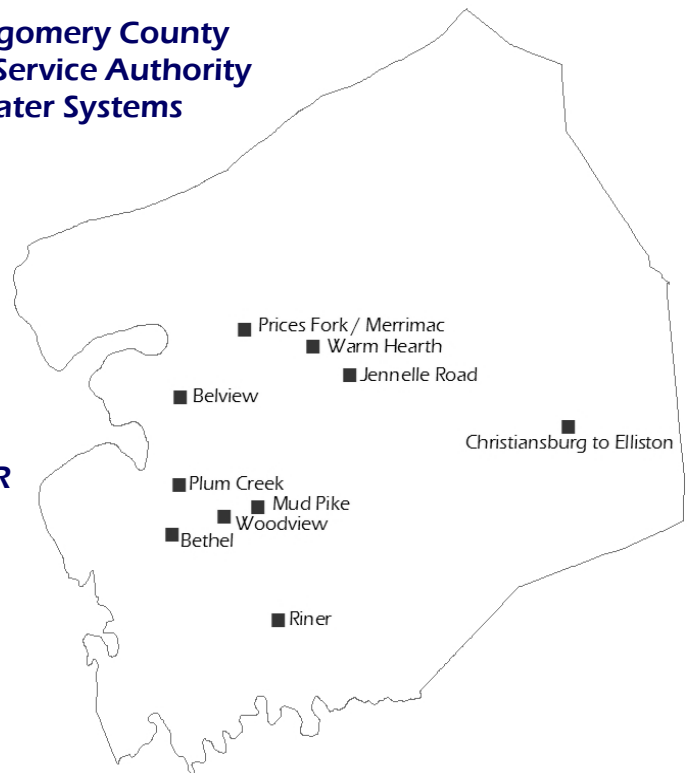 gomery County
Service Authority
ater Systems
Prices Fork / Merrimac
Warm Hearth
Jennelle Road
Belview
Christiansburg to Elliston
R
Plum Creek
Mud Pike
Woodview
Bethel
Riner